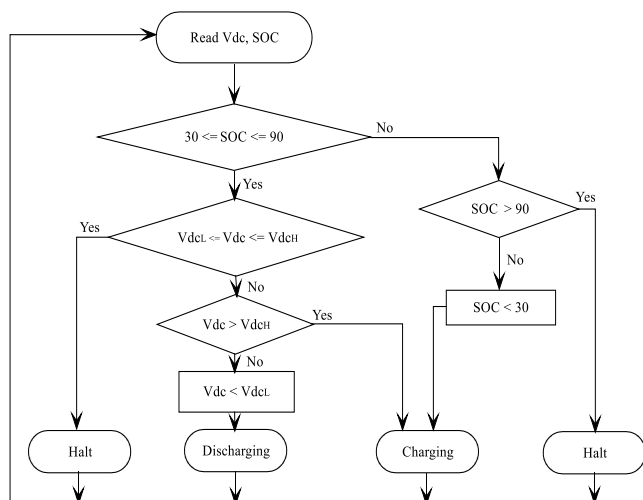 Read Vdc, SOC
30 <= SOC <= 90
No
Yes
SOC > 90
Yes
Yes
VdcL <= Vdc <= VdcH
No
No
SOC < 30
Vdc > VdcH
Yes
No
Vdc < VdcL
Halt
Discharging
Charging
Halt